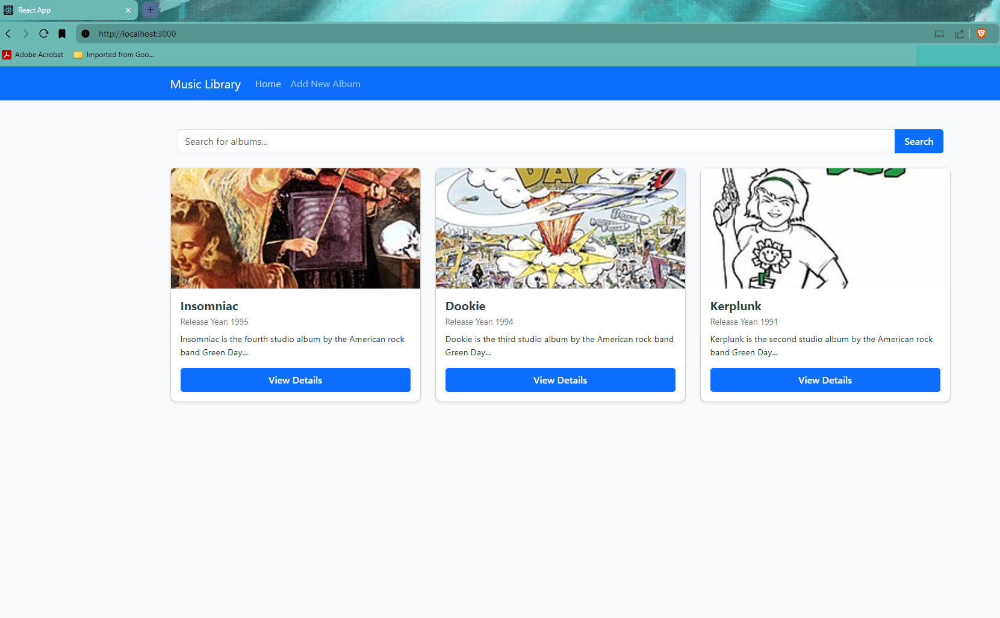 React App
http://localhost:3000
Adobe Acrobat
Imported from Goo...
Music Library
Home
Add New Album
Search for albums...
Search
DAY
Insomniac
Release Year: 1995
Insomniac is the fourth studio album by the American rock
band Green Day...
View Details
Dookie
Release Year: 1994
Dookie is the third studio album by the American rock band
Green Day...
View Details
Kerplunk
Release Year: 1991
Kerplunk is the second studio album by the American rock
band Green Day...
View Details